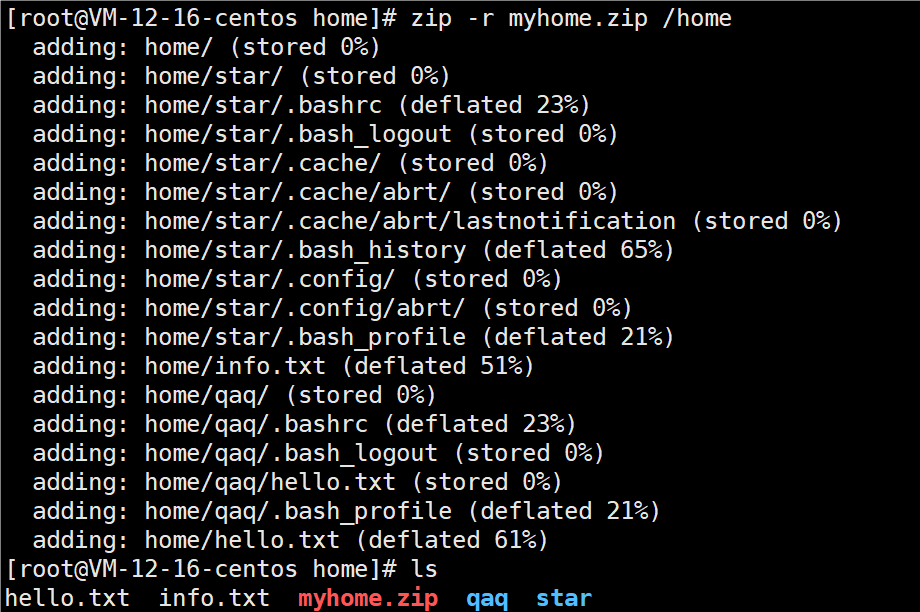 [root@VM-12-16-centos home]# zip -r myhome.zip /home
  adding: home/ (stored 0%)
  adding: home/star/ (stored 0%)
  adding: home/star/.bashrc (deflated 23%)
  adding: home/star/.bash_logout (stored 0%)
  adding: home/star/.cache/ (stored 0%)
  adding: home/star/.cache/abrt/ (stored 0%)
  adding: home/star/.cache/abrt/lastnotification (stored 0%)
  adding: home/star/.bash_history (deflated 65%)
  adding: home/star/.config/ (stored 0%)
  adding: home/star/.config/abrt/ (stored 0%)
  adding: home/star/.bash_profile (deflated 21%)
  adding: home/info.txt (deflated 51%)
  adding: home/qaq/ (stored 0%)
  adding: home/qaq/.bashrc (deflated 23%)
  adding: home/qaq/.bash_logout (stored 0%)
  adding: home/qaq/hello.txt (stored 0%)
  adding: home/qaq/.bash_profile (deflated 21%)
  adding: home/hello.txt (deflated 61%)
[root@VM-12-16-centos home]# ls
hello.txt  info.txt  myhome.zip  qaq  star